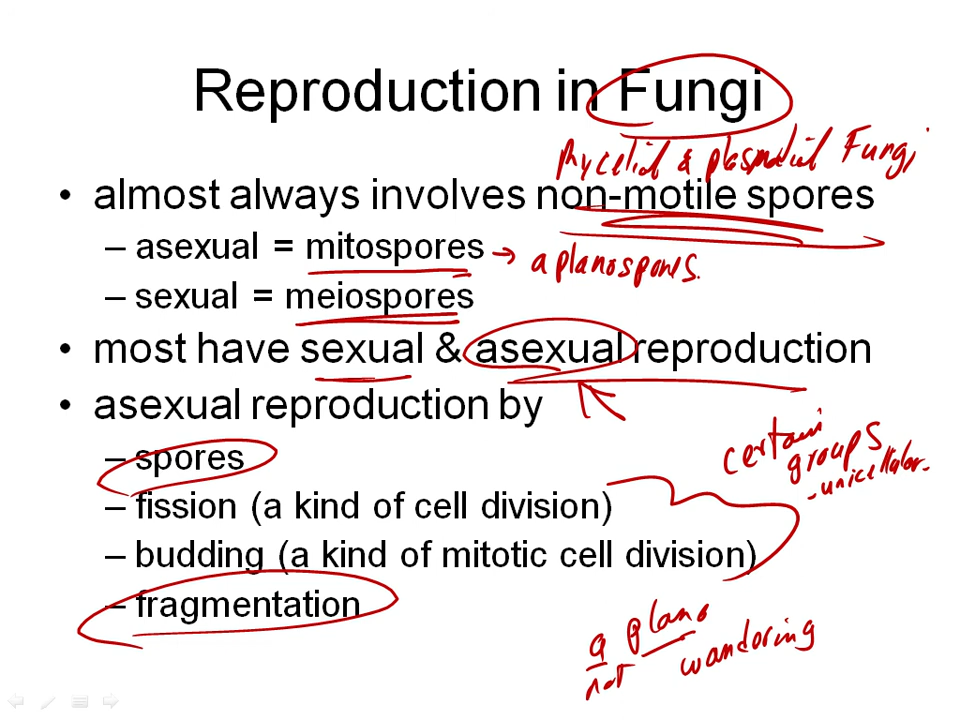 Reproduction in Fungi
Mycelial & plasmodial Fungi
• almost always involves non-motile spores
– asexual = mitospores → aplanospores.
– sexual = meiospores
• most have sexual & asexual reproduction
• asexual reproduction by
certain
groups
- unicellular
– spores
– fission (a kind of cell division)
– budding (a kind of mitotic cell division)
– fragmentation
a plano
not wandoring